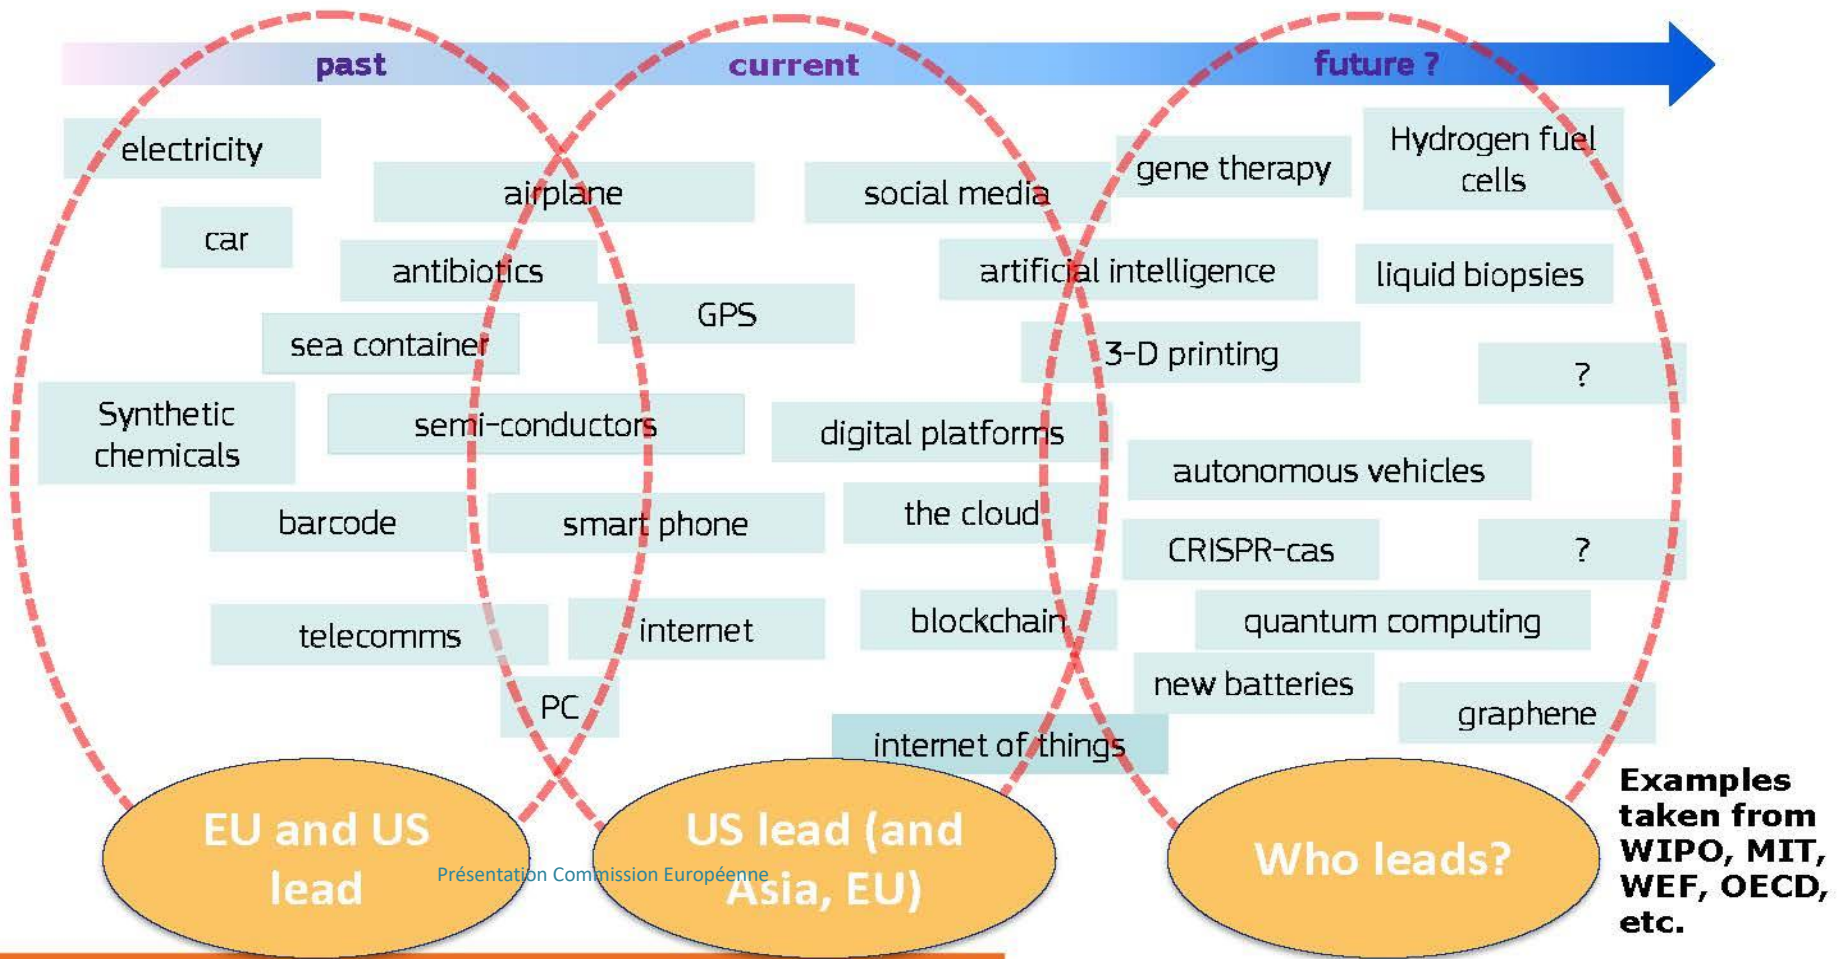 past
current
future ?
electricity
airplane
social media
gene therapy
Hydrogen fuel
cells
car
antibiotics
GPS
artificial intelligence
liquid biopsies
sea container
3-D printing
?
Synthetic
chemicals
semi-conductors
digital platforms
autonomous vehicles
barcode
smart phone
the cloud
CRISPR-cas
?
telecomms
internet
blockchain
quantum computing
PC
new batteries
graphene
internet of things
EU and US
lead
US lead (and
Asia, EU)
Who leads?
Présentation Commission Européenne
Examples
taken from
WIPO, MIT,
WEF, OECD,
etc.